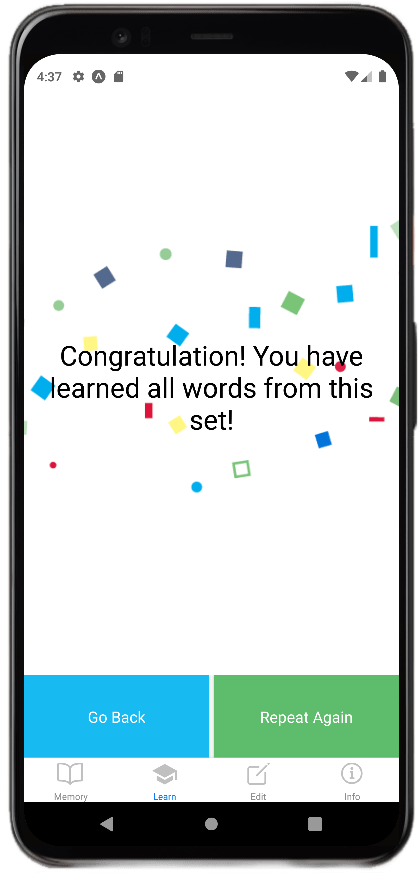 4:37
Congratulation! You have
learned all words from this
set!
Go Back
Repeat Again
Memory
Learn
Edit
Info